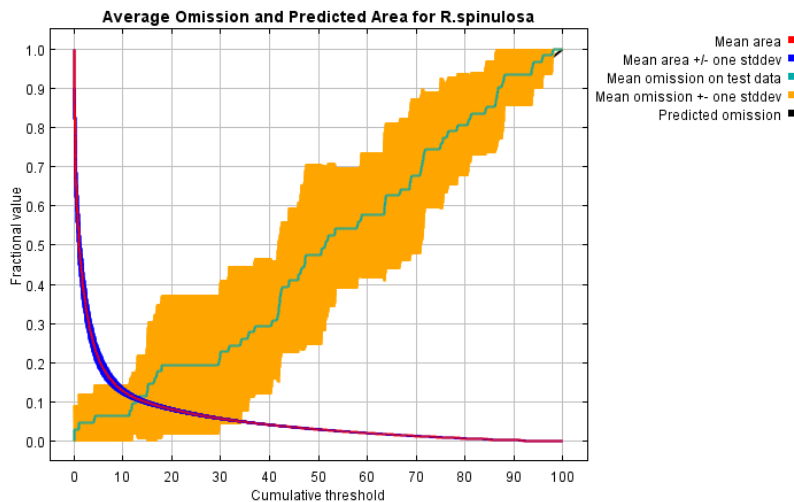 Average Omission and Predicted Area for R.spinulosa
Mean area
Mean area +/- one stddev
Mean omission on test data
Mean omission +- one stddev
Predicted omission
Fractional value
1.0
0.9
0.8
0.7
0.6
0.5
0.4
0.3
0.2
0.1
0.0
0 10 20 30 40 50 60 70 80 90 100
Cumulative threshold